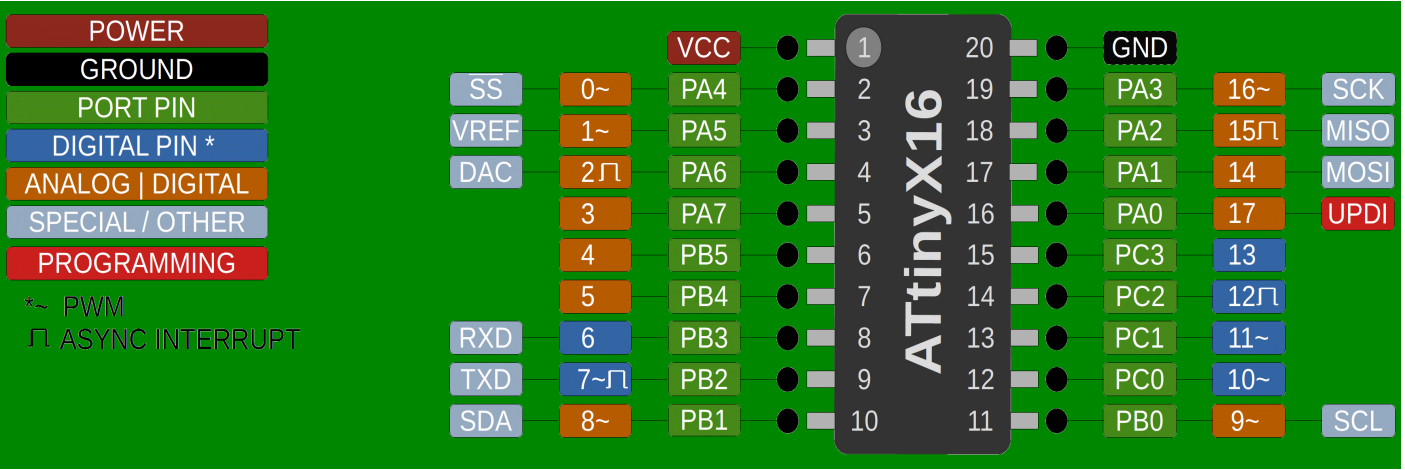 POWER
GROUND
PORT PIN
DIGITAL PIN *
ANALOG | DIGITAL
SPECIAL / OTHER
PROGRAMMING
*~ PWM
ASYNC INTERRUPT
VCC 1 20 GND
SS 0~ PA4 2 19 PA3 16~ SCK
VREF 1~ PA5 3 18 PA2 15 MISO
DAC 2 PA6 4 17 PA1 14 MOSI
3 PA7 5 16 PA0 17 UPDI
4 PB5 6 15 PC3 13
5 PB4 7 14 PC2 12
RXD 6 PB3 8 13 PC1 11~
TXD 7~ PB2 9 12 PC0 10~
SDA 8~ PB1 10 11 PB0 9~ SCL
ATtinyX16